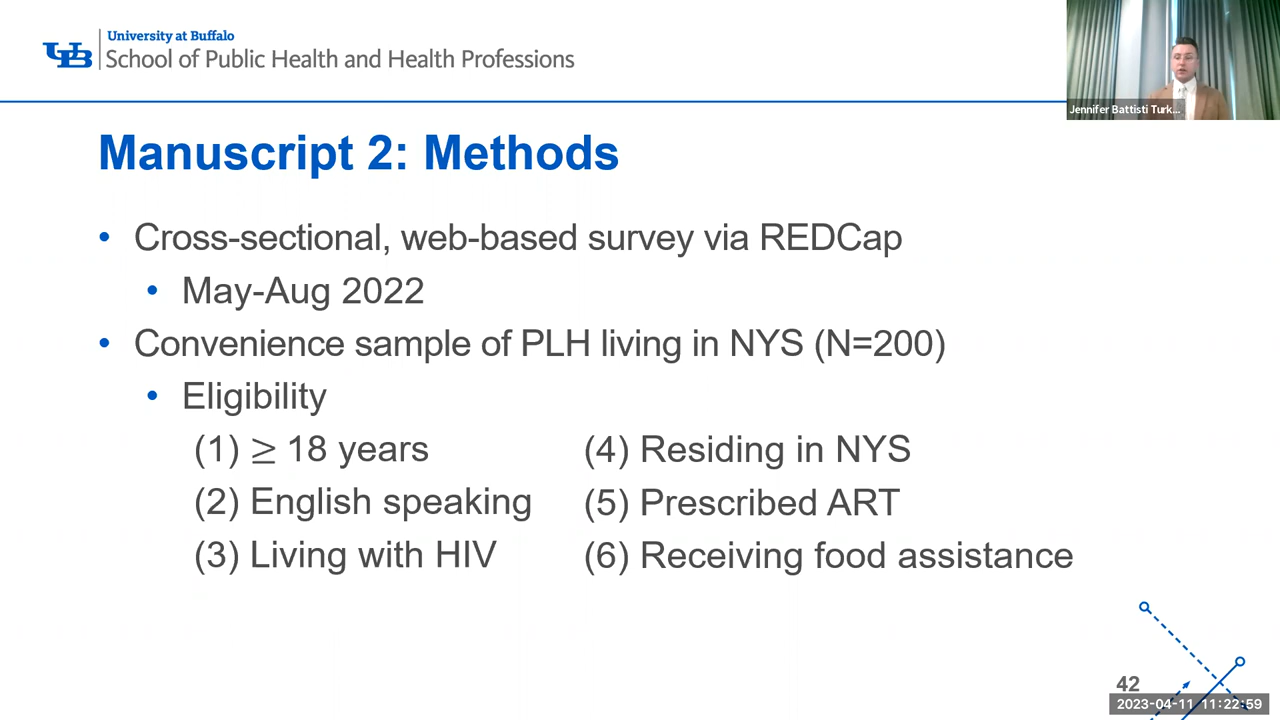 University at Buffalo
School of Public Health and Health Professions
Jennifer Battisti Turk...
Manuscript 2: Methods
• Cross-sectional, web-based survey via REDCap
• May-Aug 2022
• Convenience sample of PLH living in NYS (N=200)
• Eligibility
(1) ≥ 18 years
(2) English speaking
(3) Living with HIV
(4) Residing in NYS
(5) Prescribed ART
(6) Receiving food assistance
42
2023-04-11 11:22:59